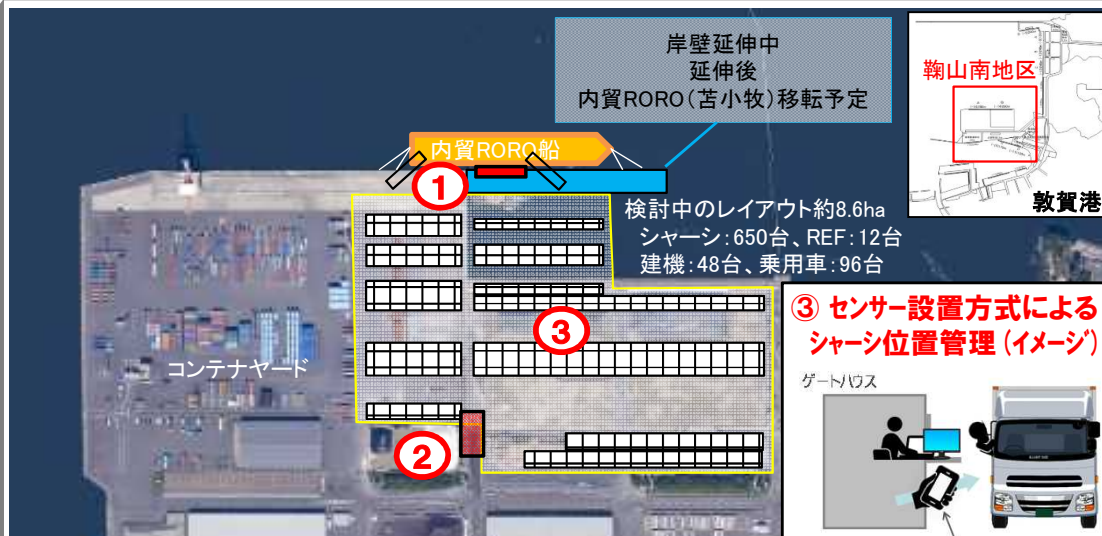 岸壁延伸中
延伸後
内貿RORO(苫小牧)移転予定
鞠山南地区
敦賀港
内貿RORO船
①
検討中のレイアウト約8.6ha
シャーシ:650台、REF:12台
建機:48台、乗用車:96台
③
コンテナヤード
②
③ センサー設置方式による
シャーシ位置管理(イメージ)
ゲートハウス